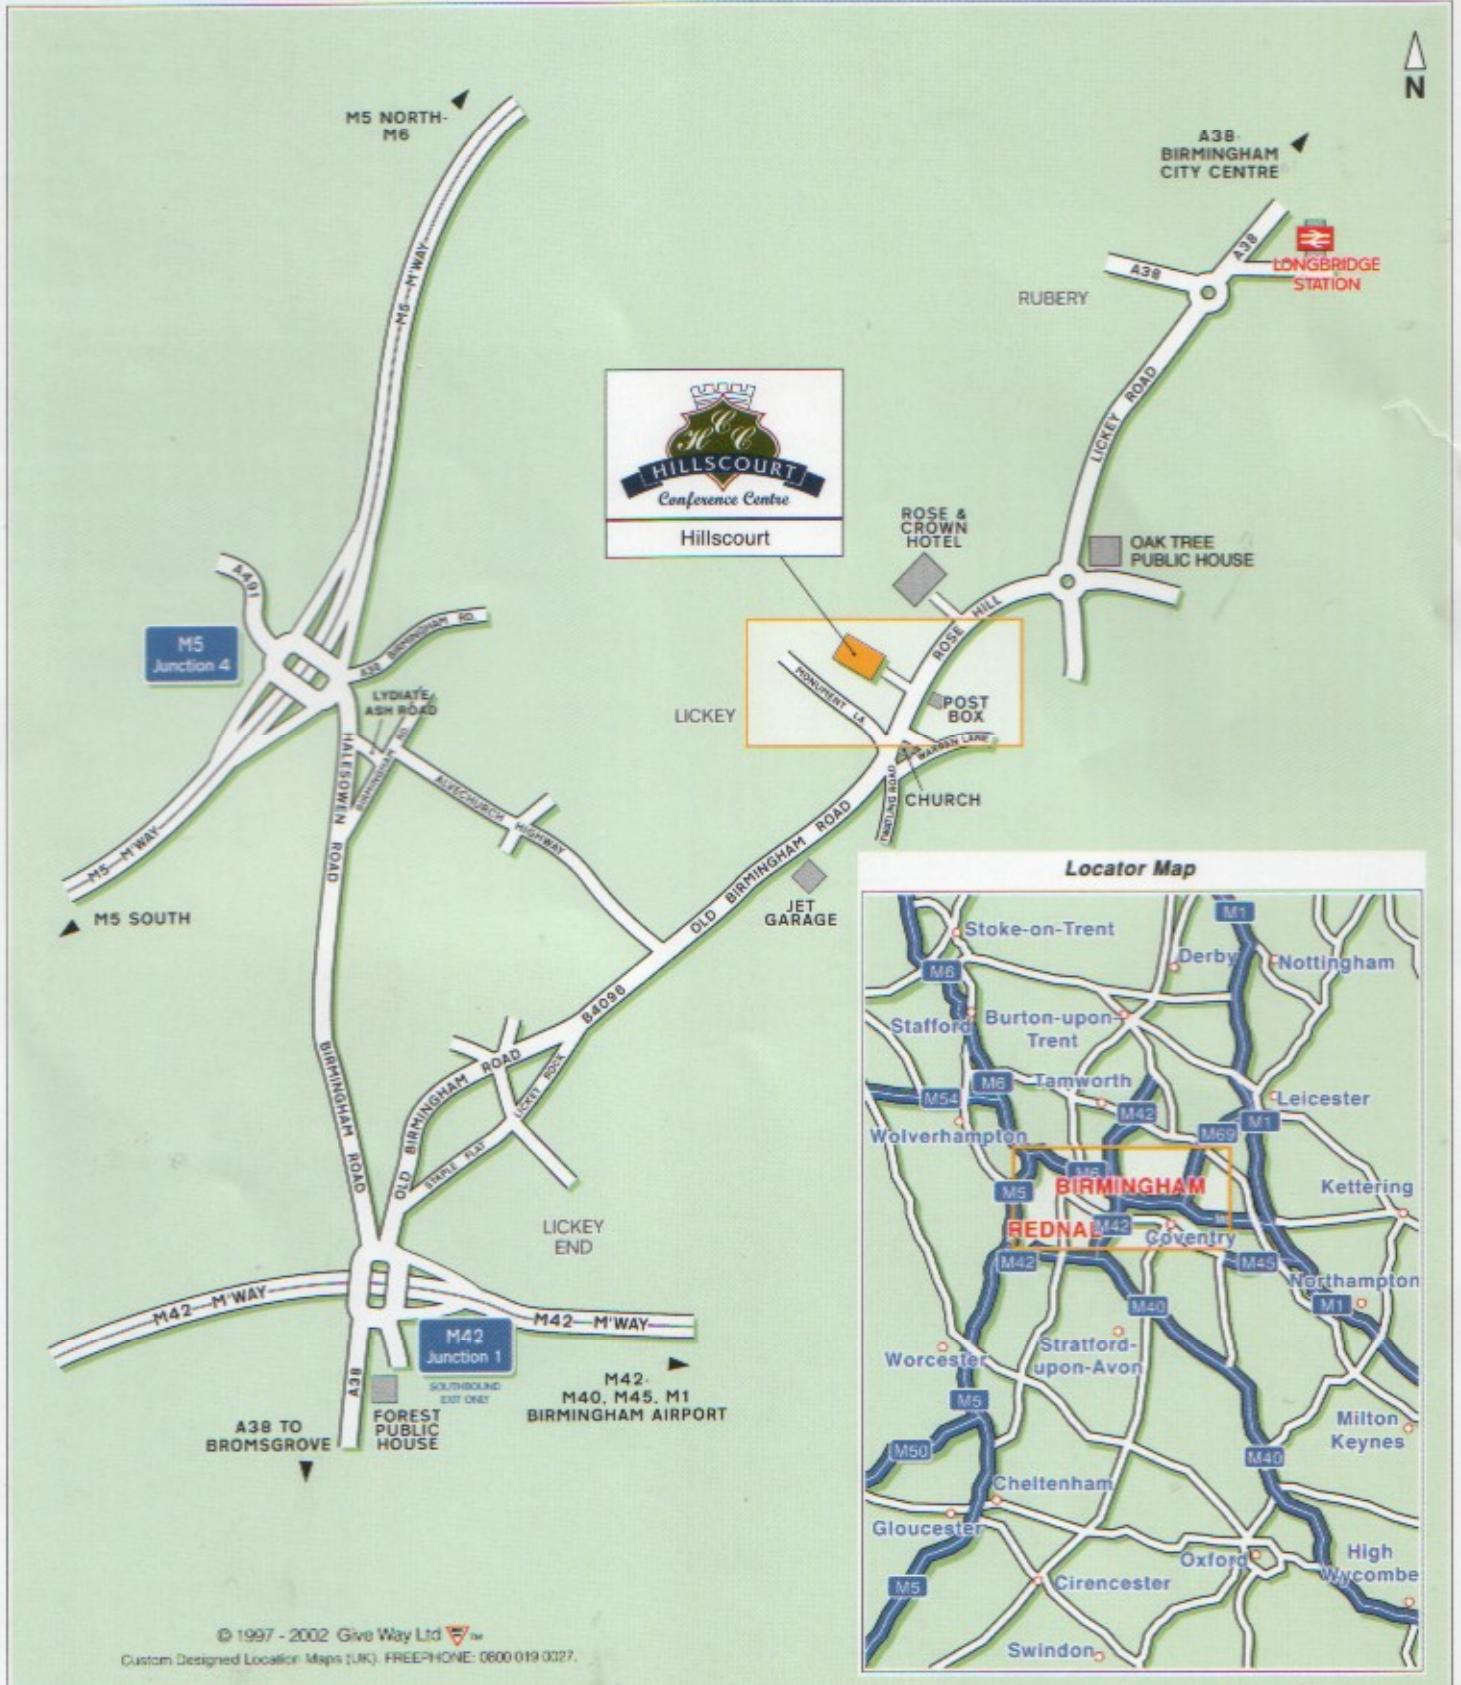 N
M5 NORTH-
M6
A38-
BIRMINGHAM
CITY CENTRE
A38
A38
LONGBRIDGE
STATION
RUBERY
M5 M'WAY
LICKEY ROAD
H C C
HILLSCOURT
Conference Centre
Hillscourt
ROSE &
CROWN
HOTEL
OAK TREE
PUBLIC HOUSE
A491
M5
Junction 4
A38 BIRMINGHAM RD.
ROSE HILL
LYDIATE
ASH ROAD
MONUMENT LA
LICKEY
POST
BOX
WARREN LANE
HALESOWEN ROAD
BIRMINGHAM RD
ALVECHURCH HIGHWAY
CHURCH
M5 M'WAY
M5 SOUTH
OLD BIRMINGHAM ROAD
JET
GARAGE
B4096
BIRMINGHAM ROAD
OLD BIRMINGHAM ROAD
LICKEY ROCK
STAPLE FLAT
LICKEY
END
M42 M'WAY
M42 M'WAY
M42
Junction 1
SOUTHBOUND
EXIT ONLY
A38
M42-
M40, M45, M1
BIRMINGHAM AIRPORT
A38 TO
BROMSGROVE
FOREST
PUBLIC
HOUSE
Locator Map
M1
Stoke-on-Trent
Derby
Nottingham
M6
Stafford
Burton-upon-
Trent
M6
Tamworth
M54
M42
Leicester
M1
Wolverhampton
M69
M6
M5
BIRMINGHAM
Kettering
REDNAL
M42
Coventry
M42
M45
Northampton
M40
M1
Stratford-
upon-Avon
Worcester
M5
Milton
Keynes
M50
M40
Cheltenham
Gloucester
Oxford
High
Wycombe
M5
Cirencester
Swindon
© 1997 - 2002 Give Way Ltd
Custom Designed Location Maps (UK). FREEPHONE: 0800 019 0027.